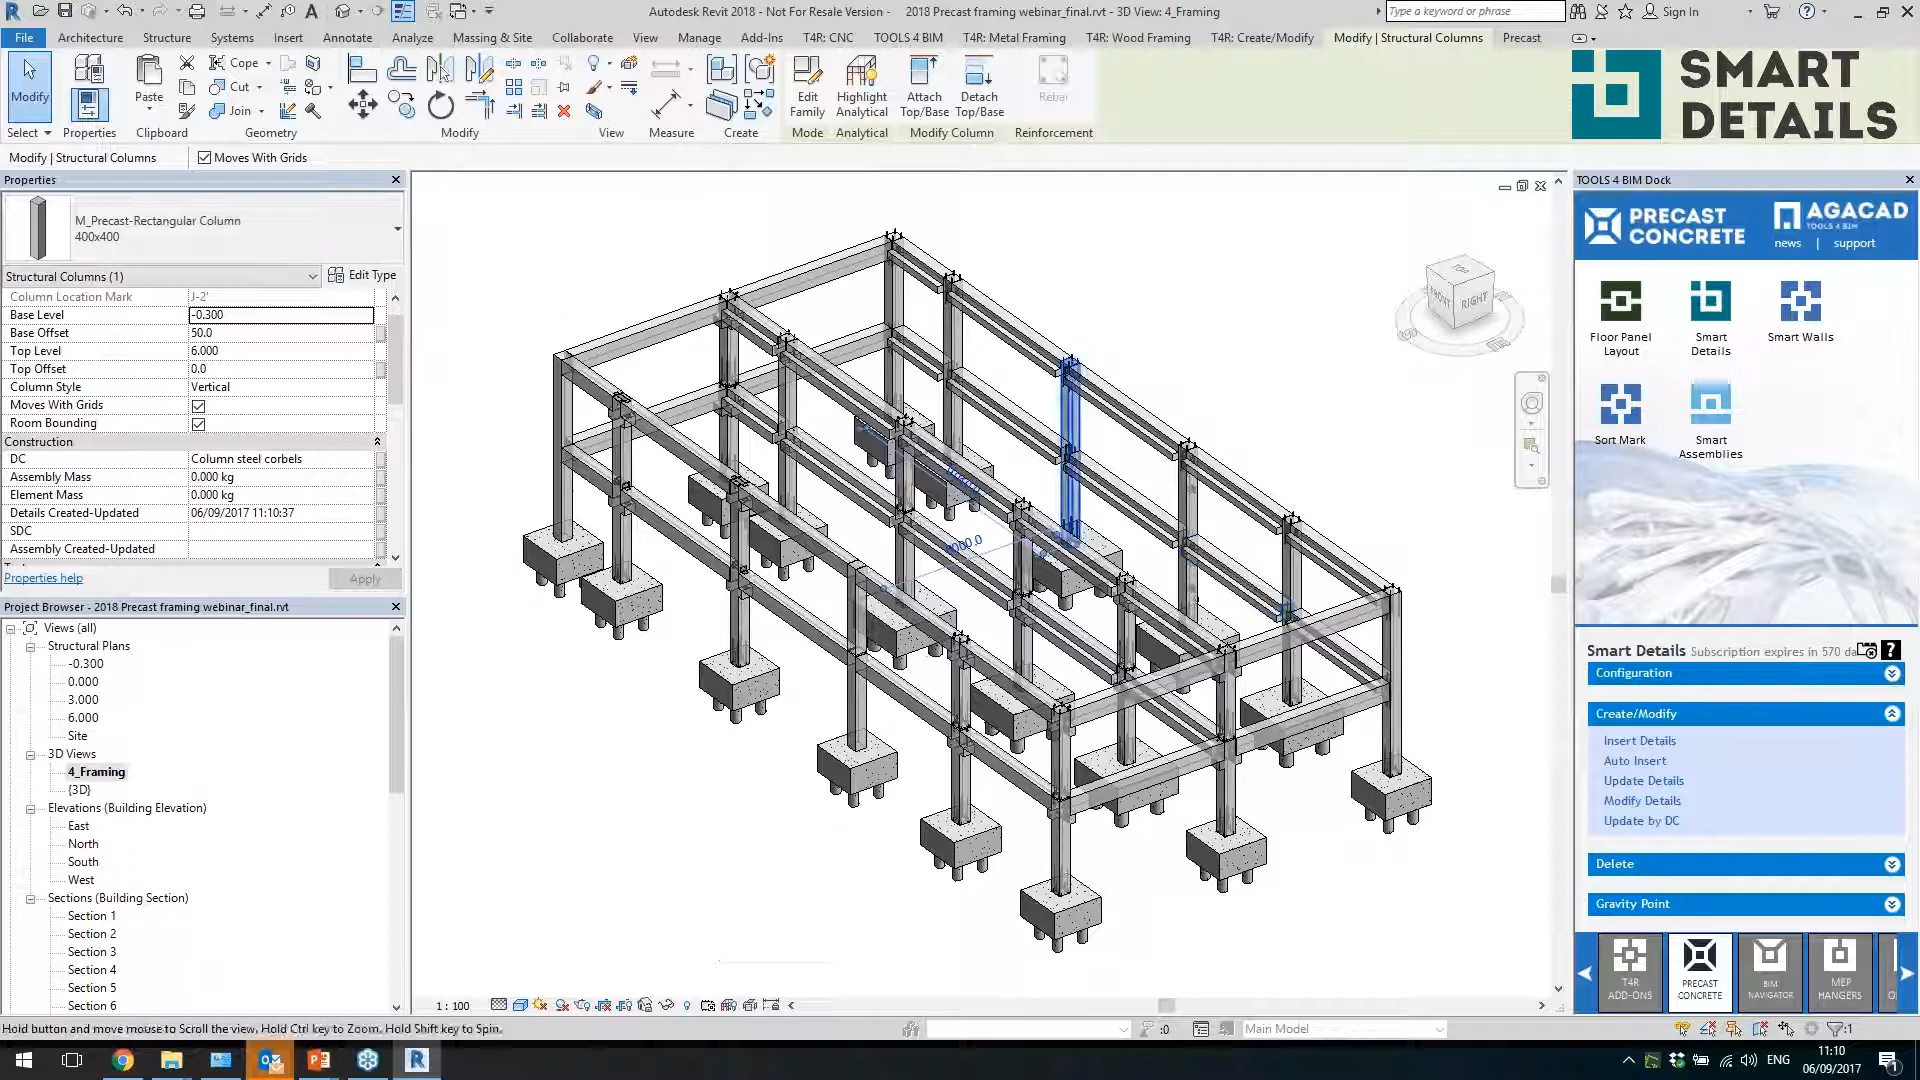 Autodesk Revit 2018 - Not For Resale Version - 2018 Precast framing webinar_final.rvt - 3D View: 4_Framing
Type a keyword or phrase
Sign In
File Architecture Structure Systems Insert Annotate Analyze Massing & Site Collaborate View Manage Add-Ins T4R: CNC TOOLS 4 BIM T4R: Metal Framing T4R: Wood Framing T4R: Create/Modify Modify | Structural Columns Precast
Modify
Paste
Cope
Cut
Join
Edit Family
Highlight Analytical
Attach Top/Base
Detach Top/Base
Rebar
Select Properties Clipboard Geometry Modify View Measure Create Mode Analytical Modify Column Reinforcement
SMART
DETAILS
Modify | Structural Columns
Moves With Grids
Properties
M_Precast-Rectangular Column
400x400
Structural Columns (1)
Edit Type
Column Location Mark J-2'
Base Level -0.300
Base Offset 50.0
Top Level 6.000
Top Offset 0.0
Column Style Vertical
Moves With Grids
Room Bounding
Construction
DC Column steel corbels
Assembly Mass 0.000 kg
Element Mass 0.000 kg
Details Created-Updated 06/09/2017 11:10:37
SDC
Assembly Created-Updated
Properties help
Apply
Project Browser - 2018 Precast framing webinar_final.rvt
Views (all)
Structural Plans
-0.300
0.000
3.000
6.000
Site
3D Views
4_Framing
{3D}
Elevations (Building Elevation)
East
North
South
West
Sections (Building Section)
Section 1
Section 2
Section 3
Section 4
Section 5
Section 6
TOP
FRONT
RIGHT
TOOLS 4 BIM Dock
PRECAST
CONCRETE
AGACAD
TOOLS 4 BIM
news | support
Floor Panel Layout
Smart Details
Smart Walls
Sort Mark
Smart Assemblies
Smart Details Subscription expires in 570 da
Configuration
Create/Modify
Insert Details
Auto Insert
Update Details
Modify Details
Update by DC
Delete
Gravity Point
T4R ADD-ONS
PRECAST CONCRETE
BIM NAVIGATOR
MEP HANGERS
1 : 100
Hold button and move mouse to Scroll the view. Hold Ctrl key to Zoom. Hold Shift key to Spin.
:0
Main Model
:1
ENG
11:10
06/09/2017